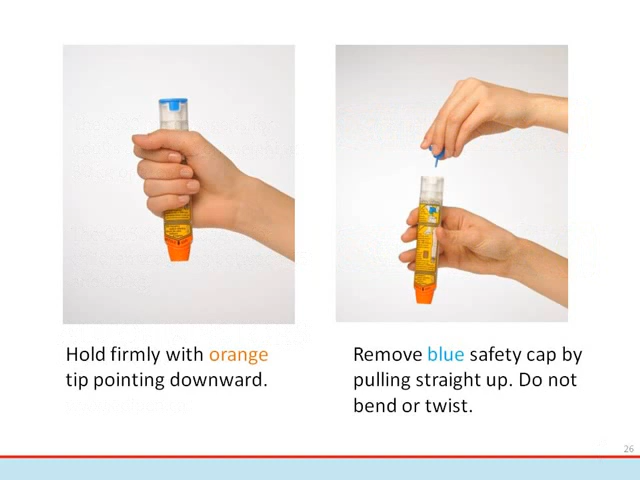 Hold firmly with orange
tip pointing downward.
Remove blue safety cap by
pulling straight up. Do not
bend or twist.
26